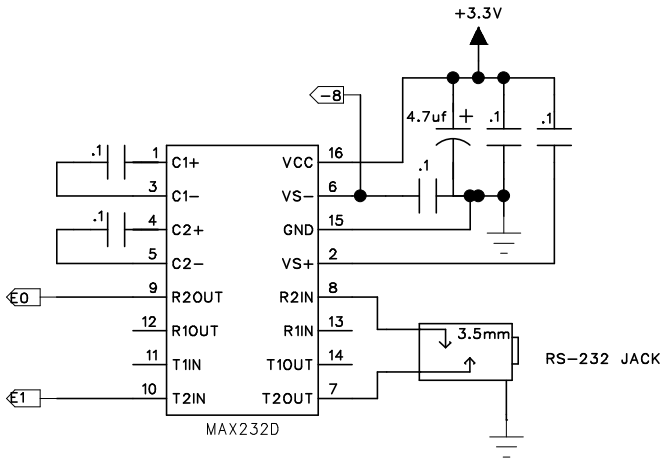 +3.3V
-8
4.7uf +
.1
.1
.1
.1
1
C1+
VCC
16
.1
3
C1-
VS-
6
4
C2+
GND
15
5
C2-
VS+
2
E0
9
R2OUT
R2IN
8
12
R1OUT
R1IN
13
3.5mm
RS-232 JACK
11
T1IN
T1OUT
14
E1
10
T2IN
T2OUT
7
MAX232D